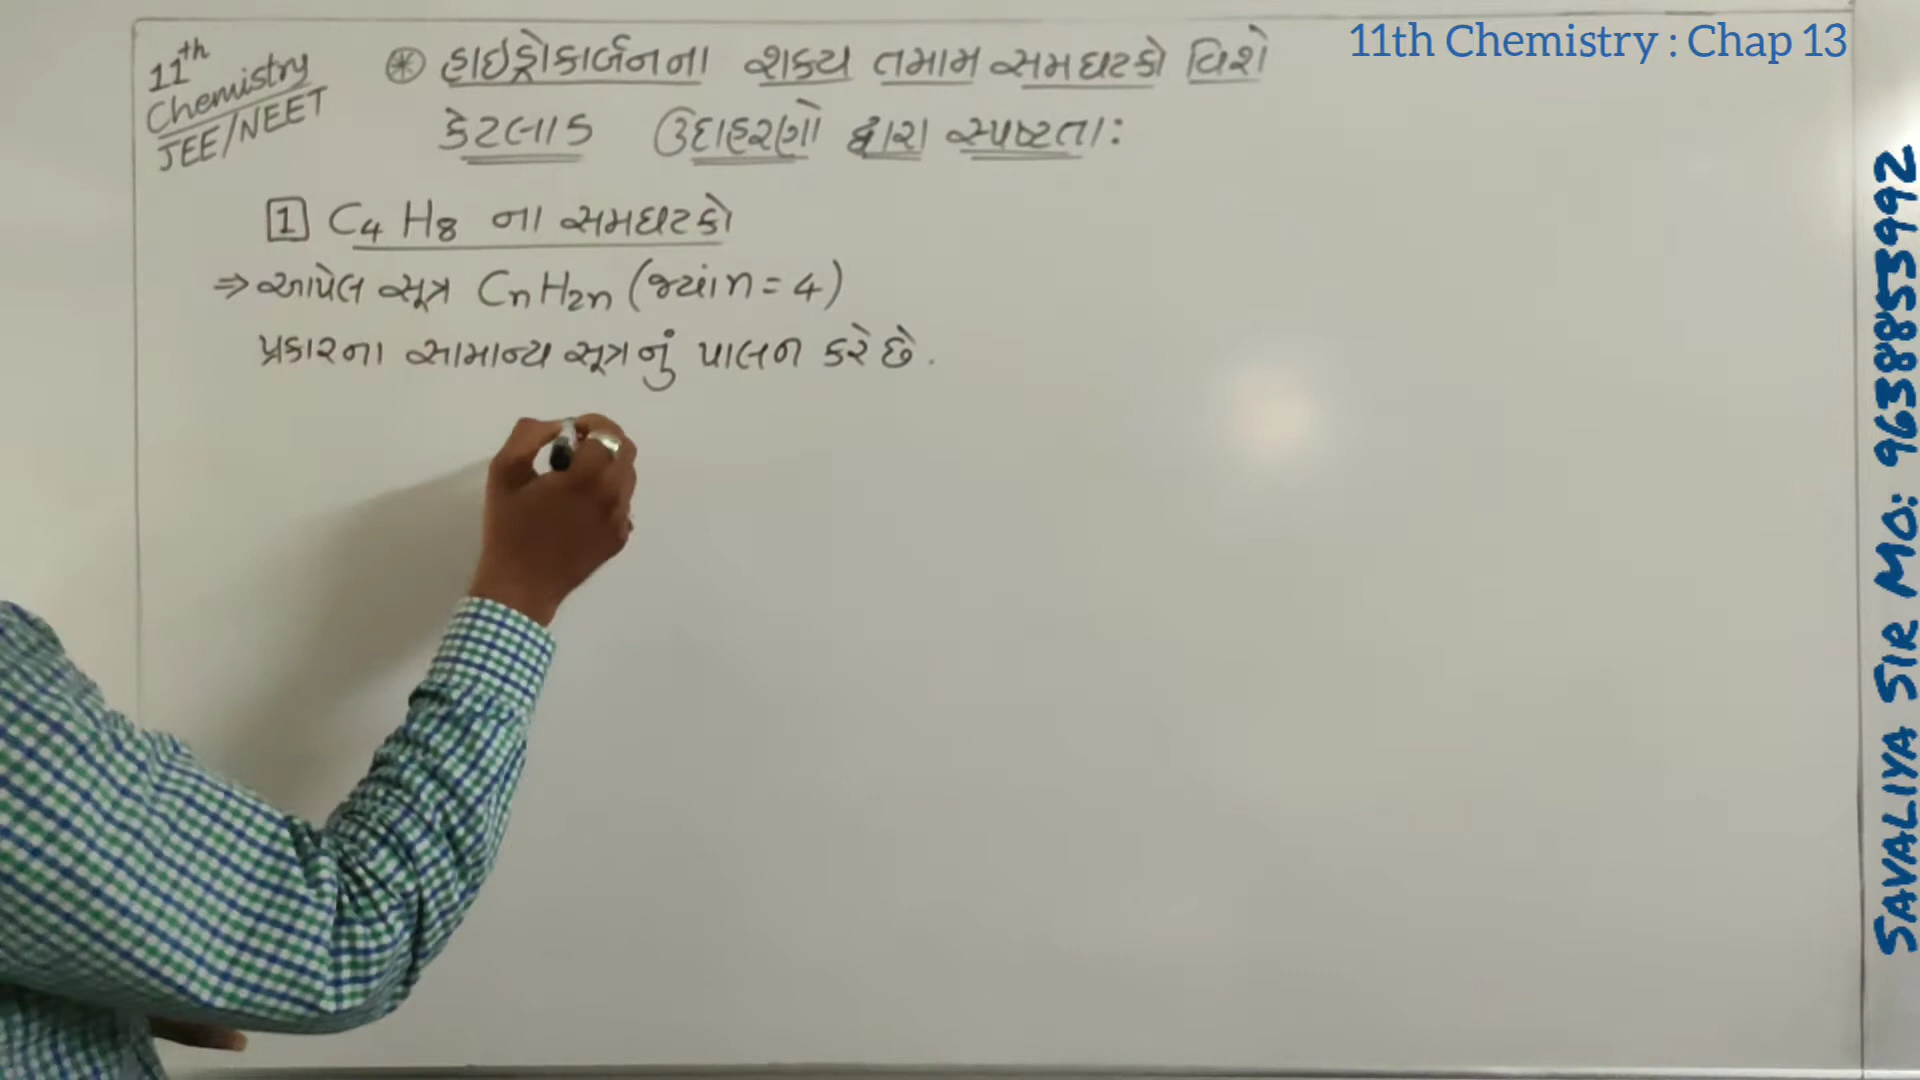 11th Chemistry : Chap 13
11th
Chemistry
JEE/NEET
હાઇડ્રોકાર્બનના શક્ય તમામ સમઘટકો વિશે
કેટલાક ઉદાહરણો દ્વારા સ્પષ્ટતા:
1 C4 H8 ના સમઘટકો
⇒ આપેલ સૂત્ર CnH2n (જ્યાં n = 4)
પ્રકારના સામાન્ય સૂત્રનું પાલન કરે છે.
SAVALIYA SIR MO: 9638853992